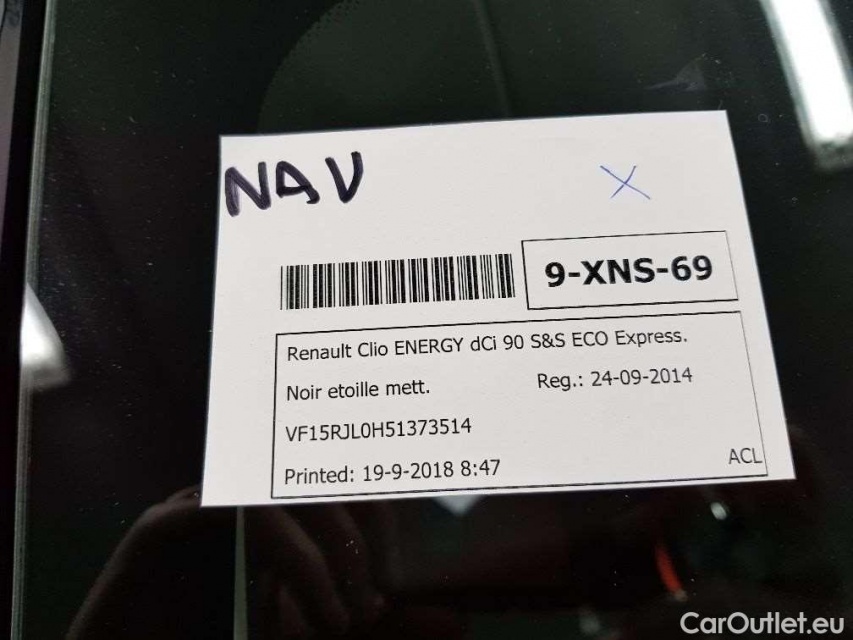 NAV
X
9-XNS-69
Renault Clio ENERGY dCi 90 S&S ECO Express.
Noir etoille mett.
Reg.: 24-09-2014
VF15RJL0H51373514
Printed: 19-9-2018 8:47
ACL
CarOutlet.eu